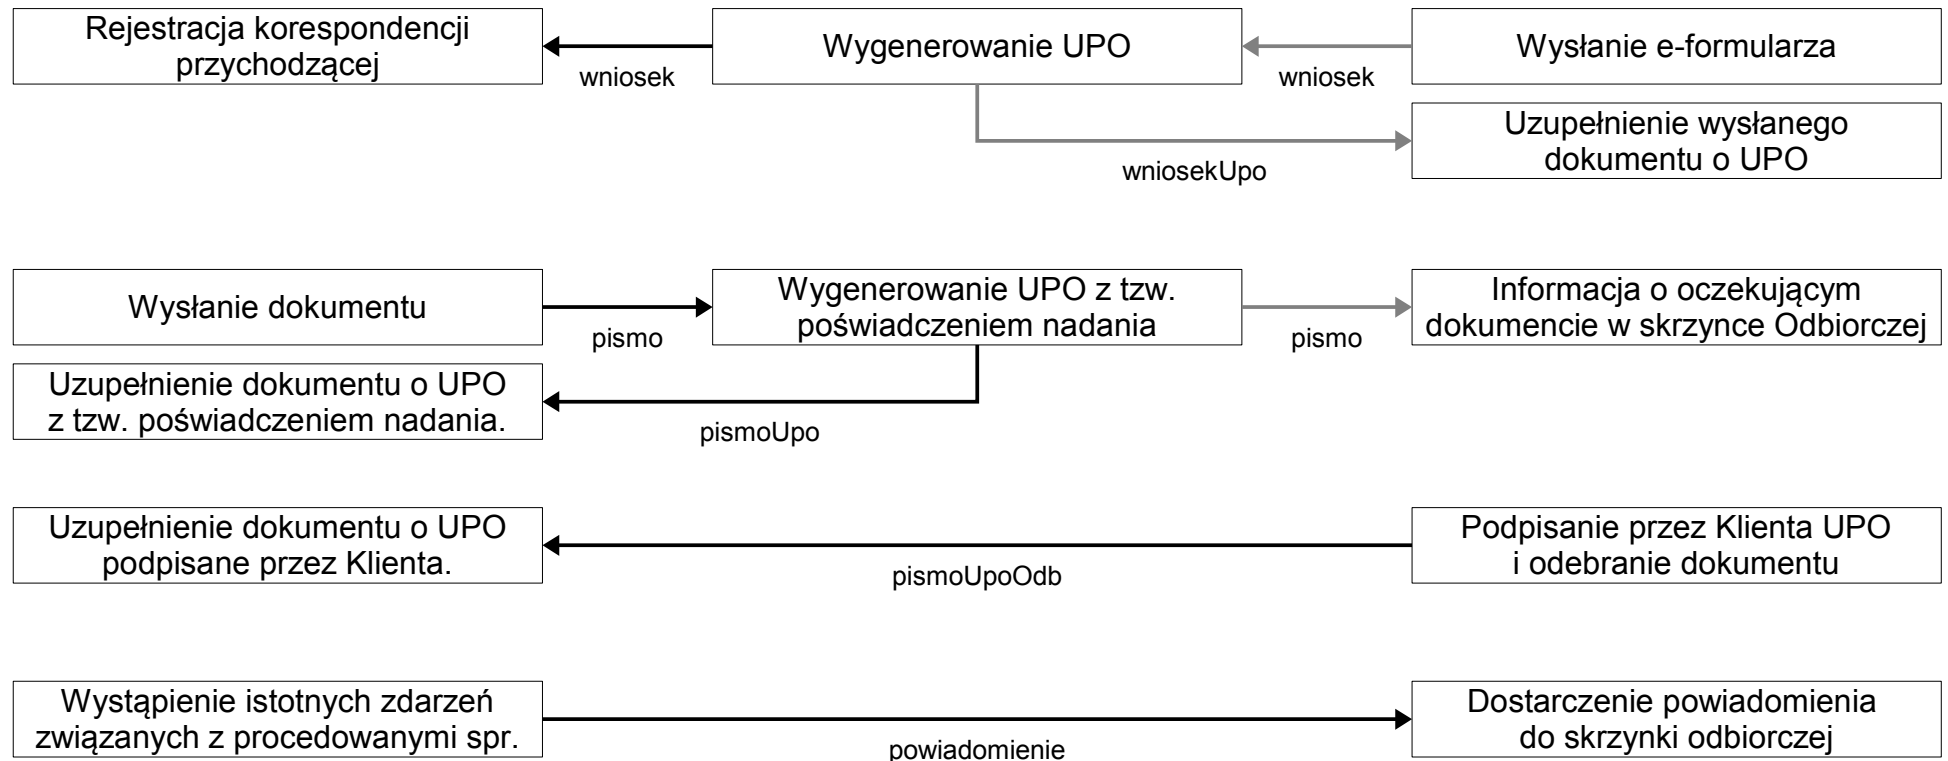 Rejestracja korespondencji
przychodzącej
wniosek
Wygenerowanie UPO
wniosek
Wysłanie e-formularza
Uzupełnienie wysłanego
dokumentu o UPO
wniosekUpo
Wysłanie dokumentu
pismo
Wygenerowanie UPO z tzw.
poświadczeniem nadania
pismo
Informacja o oczekującym
dokumencie w skrzynce Odbiorczej
Uzupełnienie dokumentu o UPO
z tzw. poświadczeniem nadania.
pismoUpo
Uzupełnienie dokumentu o UPO
podpisane przez Klienta.
pismoUpoOdb
Podpisanie przez Klienta UPO
i odebranie dokumentu
Wystąpienie istotnych zdarzeń
związanych z procedowanymi spr.
powiadomienie
Dostarczenie powiadomienia
do skrzynki odbiorczej